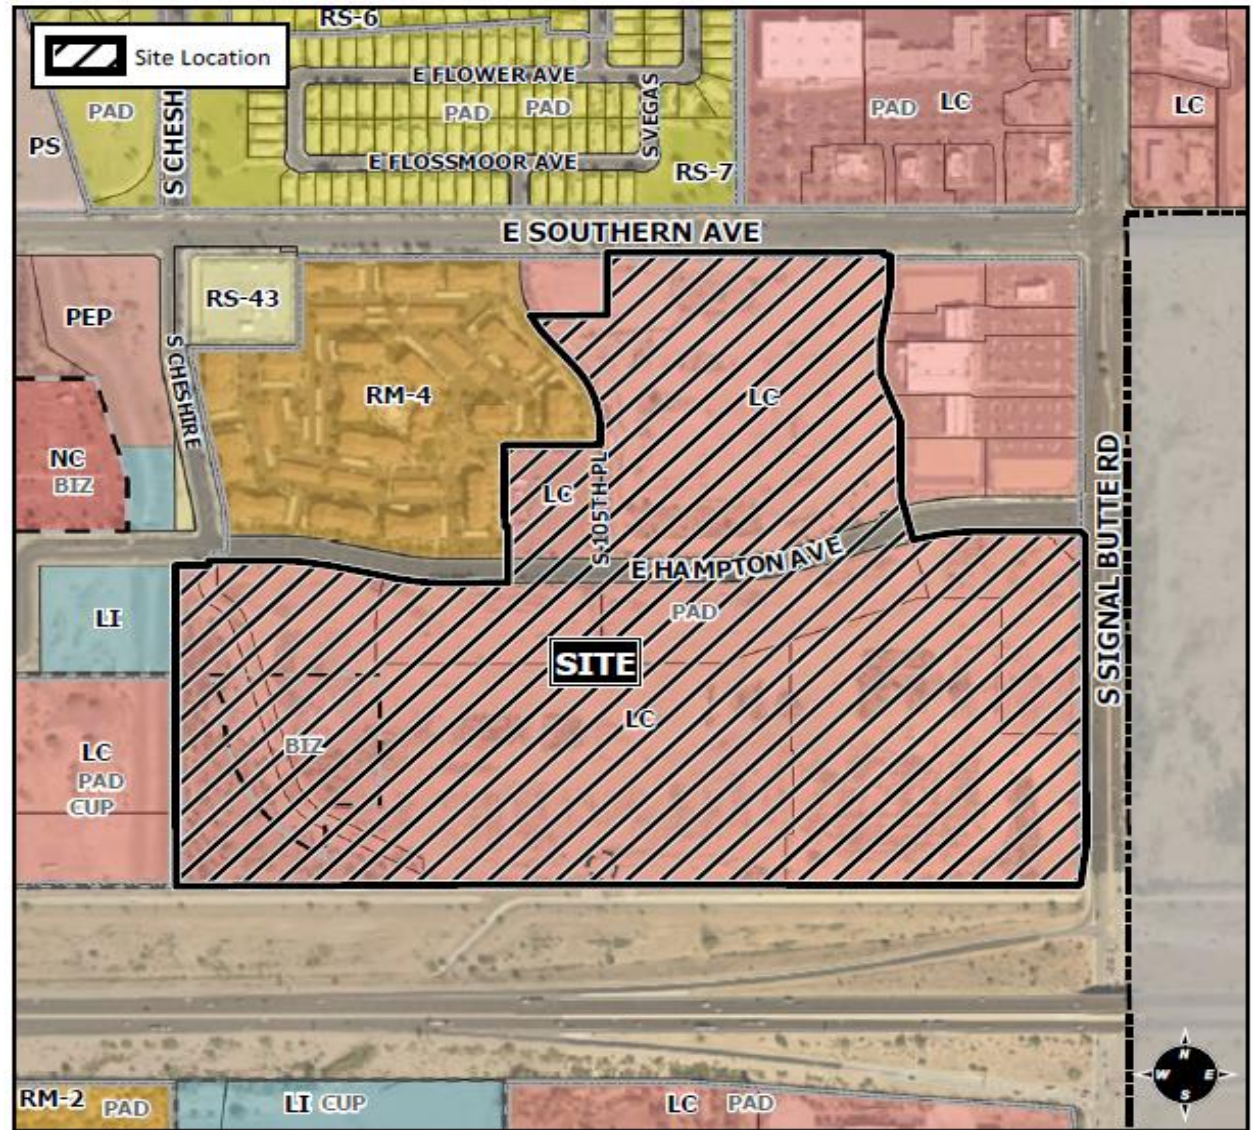 RS-6
Site Location
E FLOWER AVE
PAD
PAD
PAD
S VEGAS
PAD
LC
LC
PS
S CHESH
E FLOSSMOOR AVE
RS-7
E SOUTHERN AVE
RS-43
PEP
S CHESHIRE
RM-4
LC
NC
BIZ
LC
S 105TH PL
S SIGNAL BUTTE RD
E HAMPTON AVE
LI
PAD
SITE
LC
LC
PAD
CUP
BIZ
N
W
E
S
RM-2
PAD
LI
CUP
LC
PAD